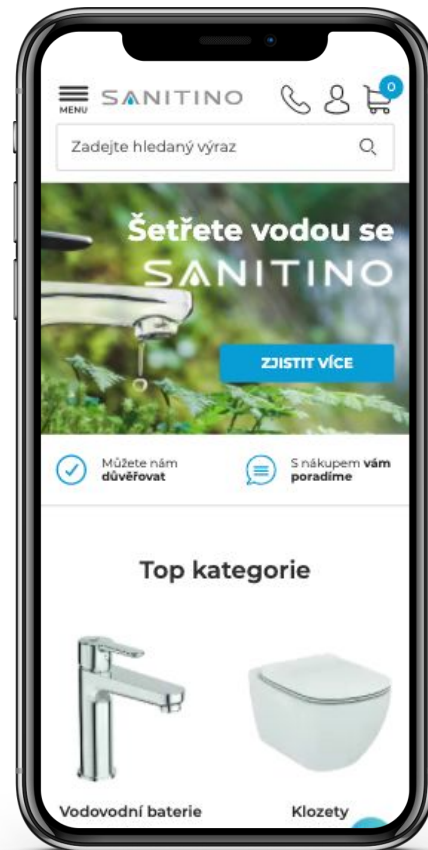 MENU
SANITINO
0
Zadejte hledaný výraz
Šetřete vodou se
SANITINO
ZJISTIT VÍCE
Můžete nám
důvěřovat
S nákupem vám
poradíme
Top kategorie
Vodovodní baterie
Klozety